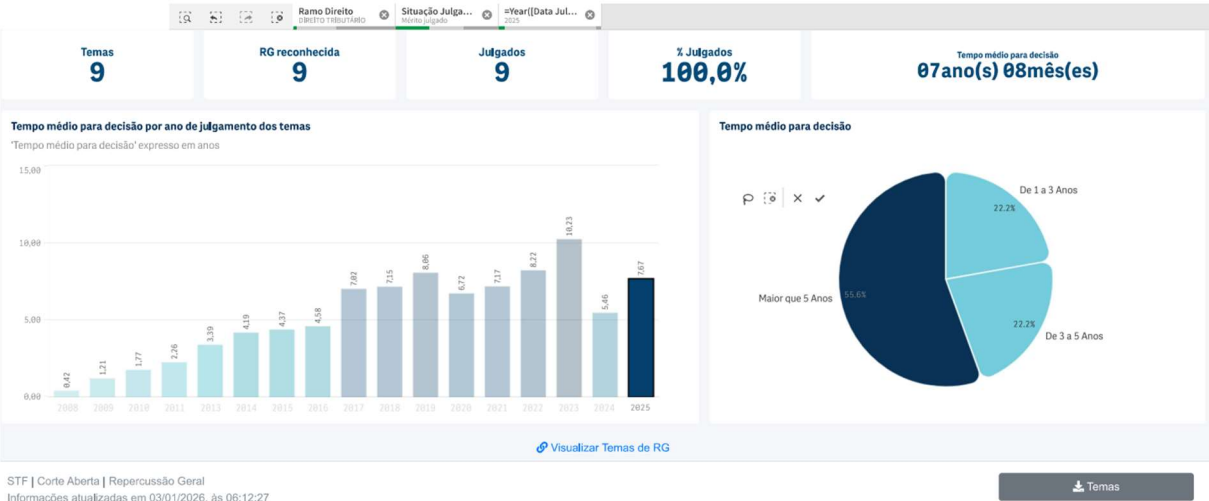 Ramo Direito
DIREITO TRIBUTÁRIO
Situação Julga...
Mérito julgado
=Year([Data Jul...
2025
Temas
9
RG reconhecida
9
Julgados
9
% Julgados
100,0%
Tempo médio para decisão
07ano(s) 08mês(es)
Tempo médio para decisão por ano de julgamento dos temas
'Tempo médio para decisão' expresso em anos
15,00
10,00
5,00
0,00
0,42
1,21
1,77
2,26
3,39
4,19
4,37
4,58
7,02
7,15
8,06
6,72
7,17
8,22
10,23
5,46
7,67
2008 2009 2010 2011 2013 2014 2015 2016 2017 2018 2019 2020 2021 2022 2023 2024 2025
Tempo médio para decisão
De 1 a 3 Anos
22.2%
Maior que 5 Anos
55.6%
22.2%
De 3 a 5 Anos
Visualizar Temas de RG
STF | Corte Aberta | Repercussão Geral
Informações atualizadas em 03/01/2026, às 06:12:27
Temas